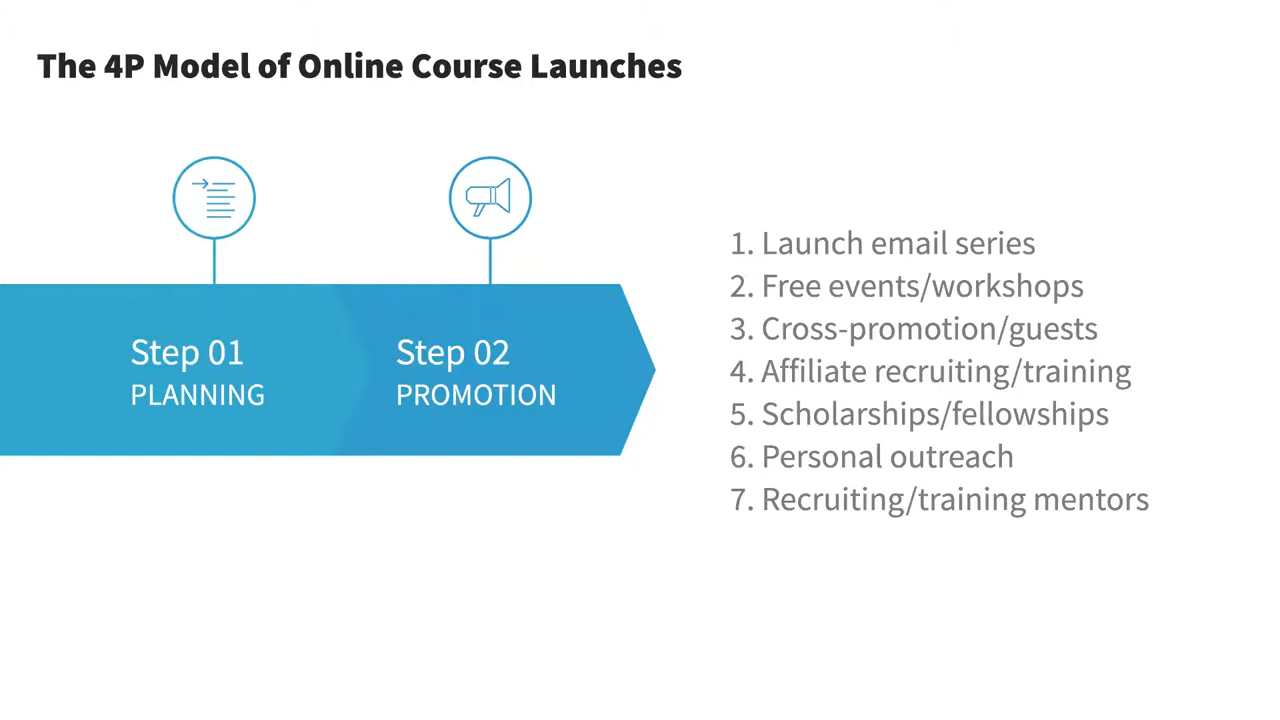 The 4P Model of Online Course Launches
Step 01
PLANNING
Step 02
PROMOTION
1. Launch email series
2. Free events/workshops
3. Cross-promotion/guests
4. Affiliate recruiting/training
5. Scholarships/fellowships
6. Personal outreach
7. Recruiting/training mentors